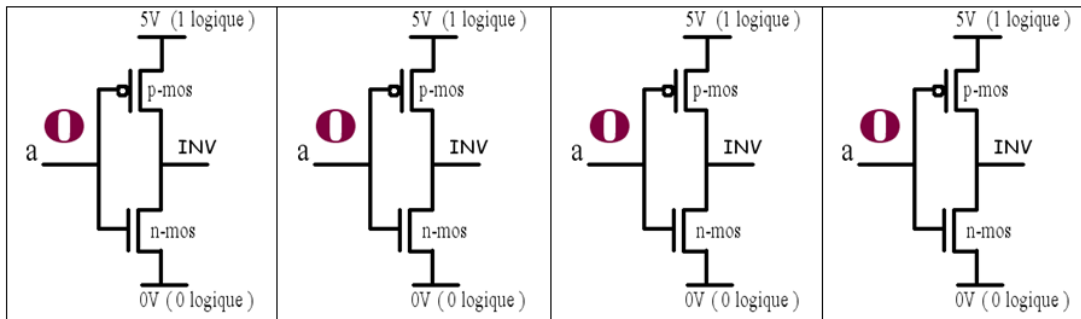 5V (1 logique)
p-mos
0
a
INV
n-mos
0V ( 0 logique )
5V (1 logique)
p-mos
0
a
INV
n-mos
0V ( 0 logique )
5V (1 logique)
p-mos
0
a
INV
n-mos
0V ( 0 logique )
5V (1 logique)
p-mos
0
a
INV
n-mos
0V ( 0 logique )